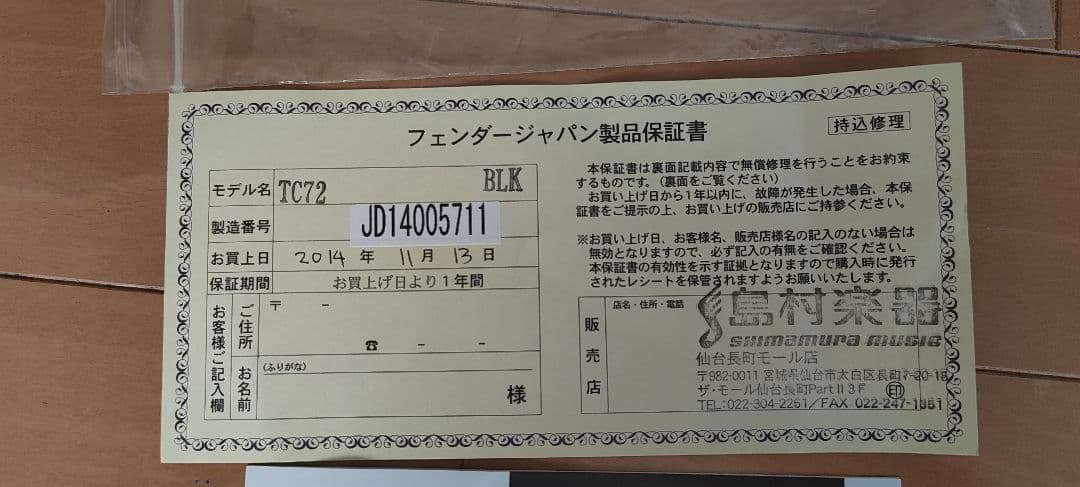 フェンダージャパン製品保証書
持込修理
モデル名 TC72 BLK
製造番号 JD14005711
お買上日 2014 年 11 月 13 日
保証期間 お買上げ日より1年間
お客様ご記入欄
ご住所 〒 -
☎ - -
お名前 (ふりがな)
様
本保証書は裏面記載内容で無償修理を行うことをお約束
するものです。(裏面をご覧ください)
お買い上げ日から1年以内に、故障が発生した場合、本保
証書をご提示の上、お買い上げの販売店にご持参ください。
※お買い上げ日、お客様名、販売店様名の記入のない場合は
無効となりますので、必ず記入の有無をご確認ください。
本保証書の有効性を示す証拠となりますので購入時に発行
されたレシートを保管されますようお願いいたします。
販売店
店名・住所・電話
島村楽器
Shimamura music
仙台長町モール店
〒982-0011 宮城県仙台市太白区長町7-20-15
ザ・モール仙台長町Part II 3F 印
TEL:022-304-2261/FAX 022-247-1351